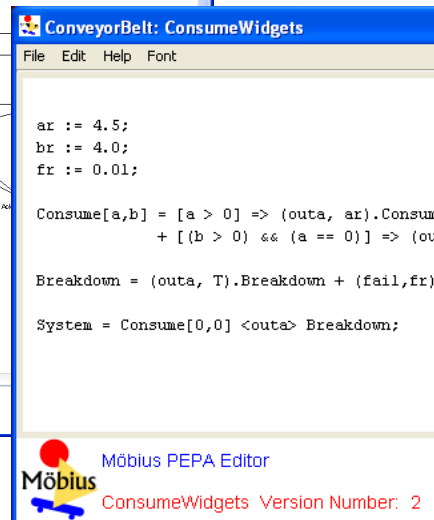 ConveyorBelt: ConsumeWidgets
File Edit Help Font
ar := 4.5;
br := 4.0;
fr := 0.01;
Consume[a,b] = [a > 0] => (outa, ar).Consum
+ [(b > 0) && (a == 0)] => (ou
Breakdown = (outa, T).Breakdown + (fail,fr)
System = Consume[0,0] <outa> Breakdown;
Möbius PEPA Editor
Möbius
ConsumeWidgets Version Number: 2